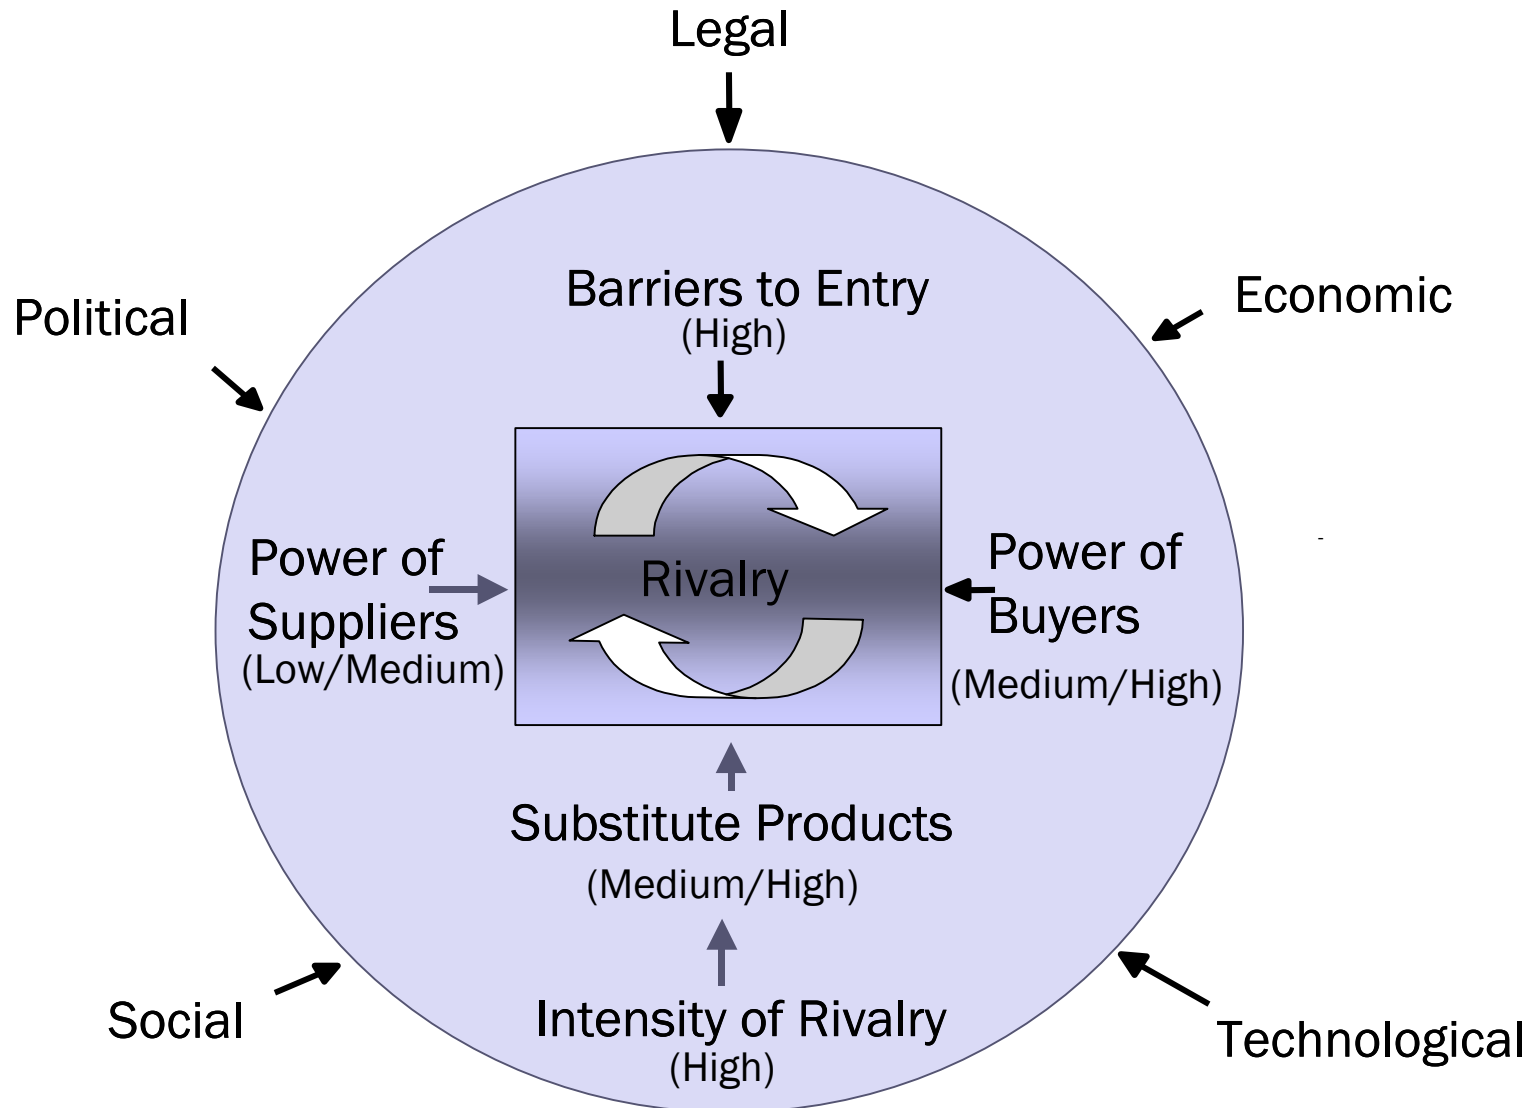 Legal
Political
Economic
Barriers to Entry
(High)
Power of
Suppliers
(Low/Medium)
Rivalry
Power of
Buyers
(Medium/High)
-
Substitute Products
(Medium/High)
Social
Intensity of Rivalry
(High)
Technological